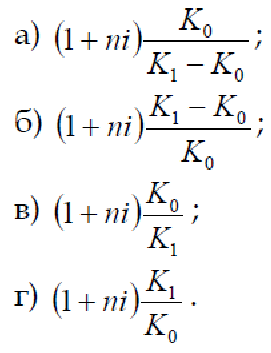 а) (1 + ni) K₀ / (K₁ − K₀) ;
б) (1 + ni) (K₁ − K₀) / K₀ ;
в) (1 + ni) K₀ / K₁ ;
г) (1 + ni) K₁ / K₀ .